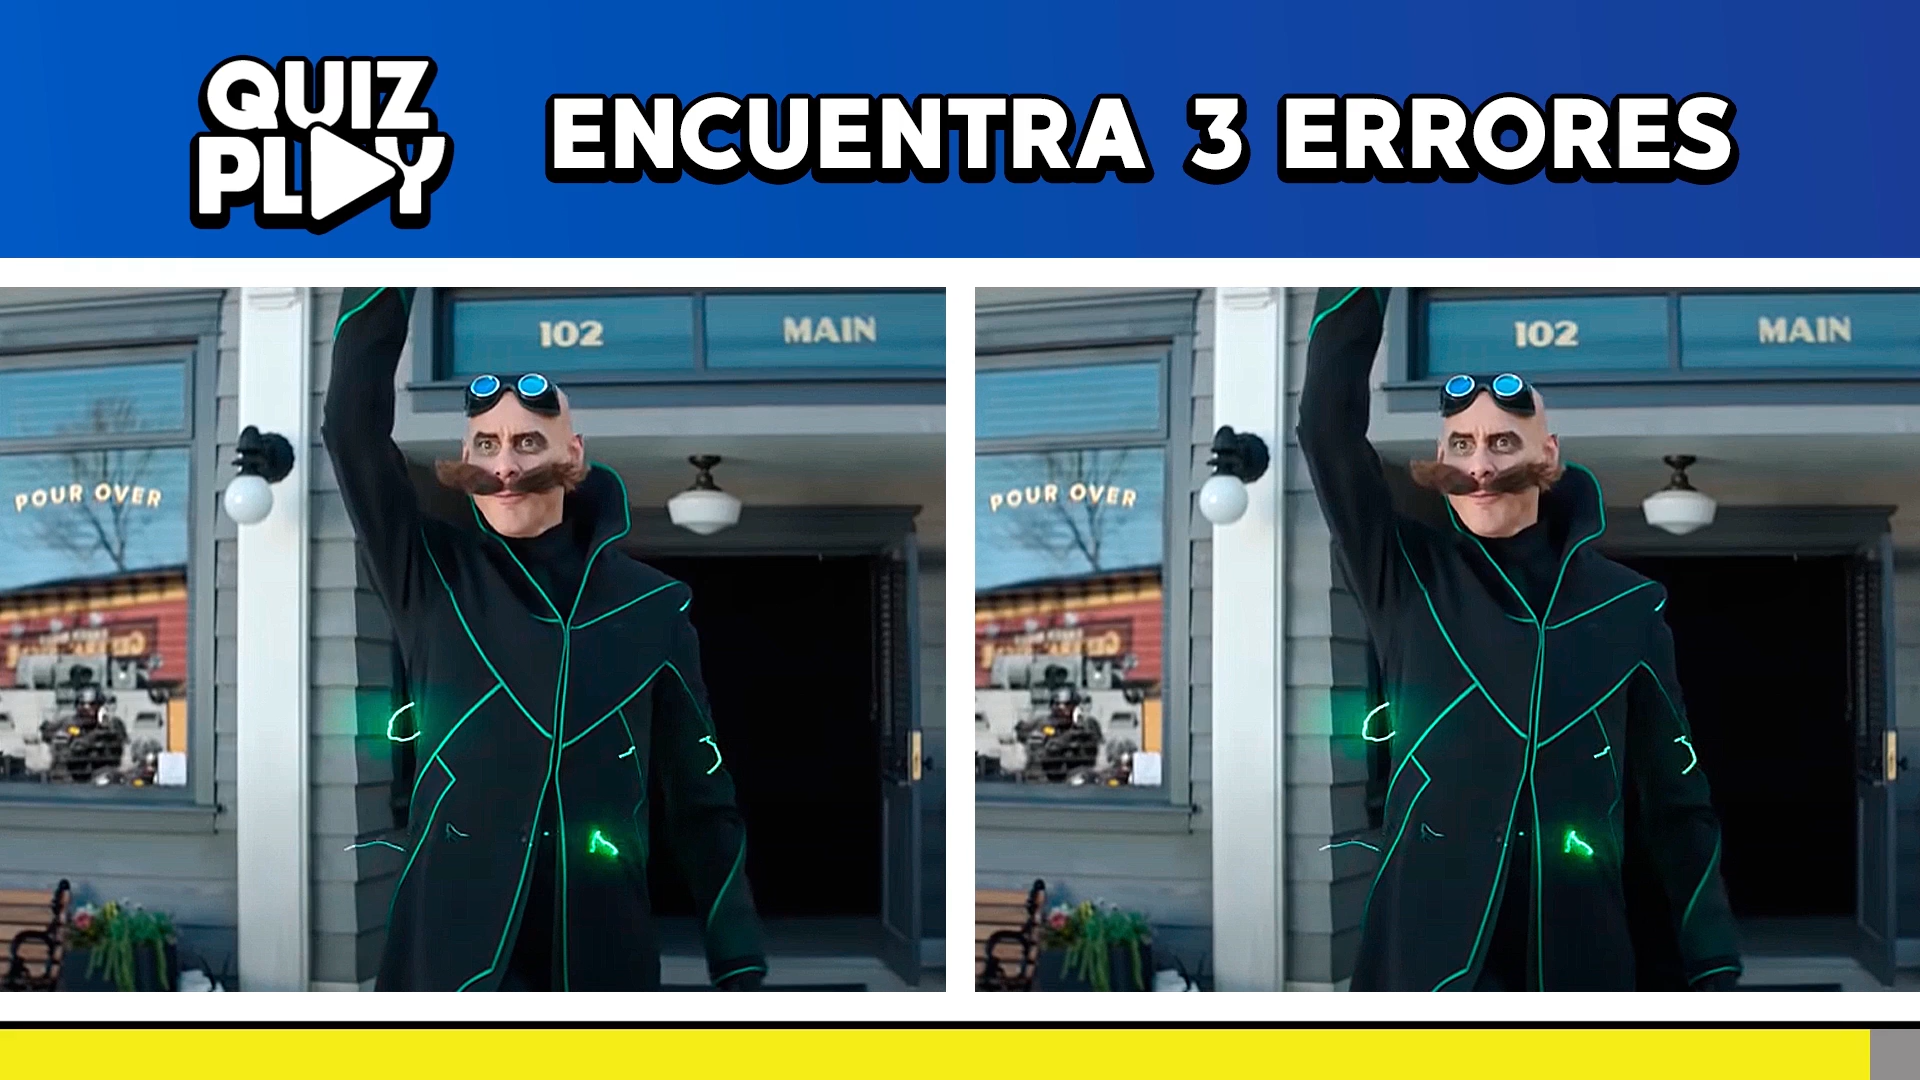 QUIZ
PLAY
ENCUENTRA 3 ERRORES
102
MAIN
POUR OVER
102
MAIN
POUR OVER